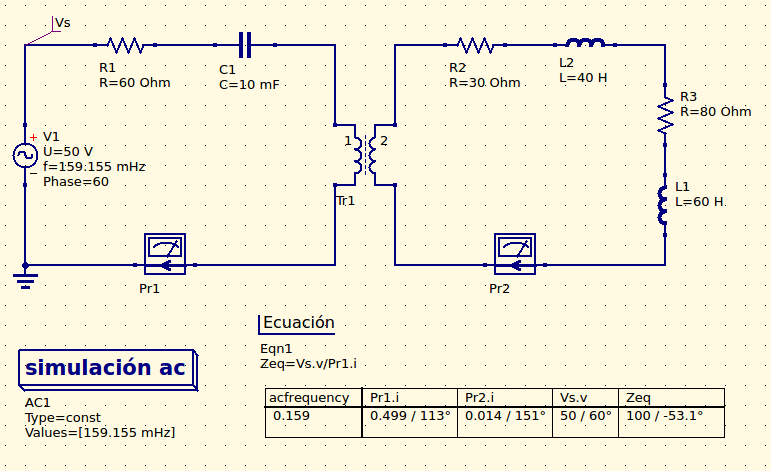 Vs
R1
R=60 Ohm
C1
C=10 mF
R2
R=30 Ohm
L2
L=40 H
R3
R=80 Ohm
V1
U=50 V
f=159.155 mHz
Phase=60
1
2
Tr1
L1
L=60 H
Pr1
Pr2
Ecuación
Eqn1
Zeq=Vs.v/Pr1.i
simulación ac
AC1
Type=const
Values=[159.155 mHz]
acfrequency Pr1.i Pr2.i Vs.v Zeq
0.159 0.499 / 113° 0.014 / 151° 50 / 60° 100 / -53.1°